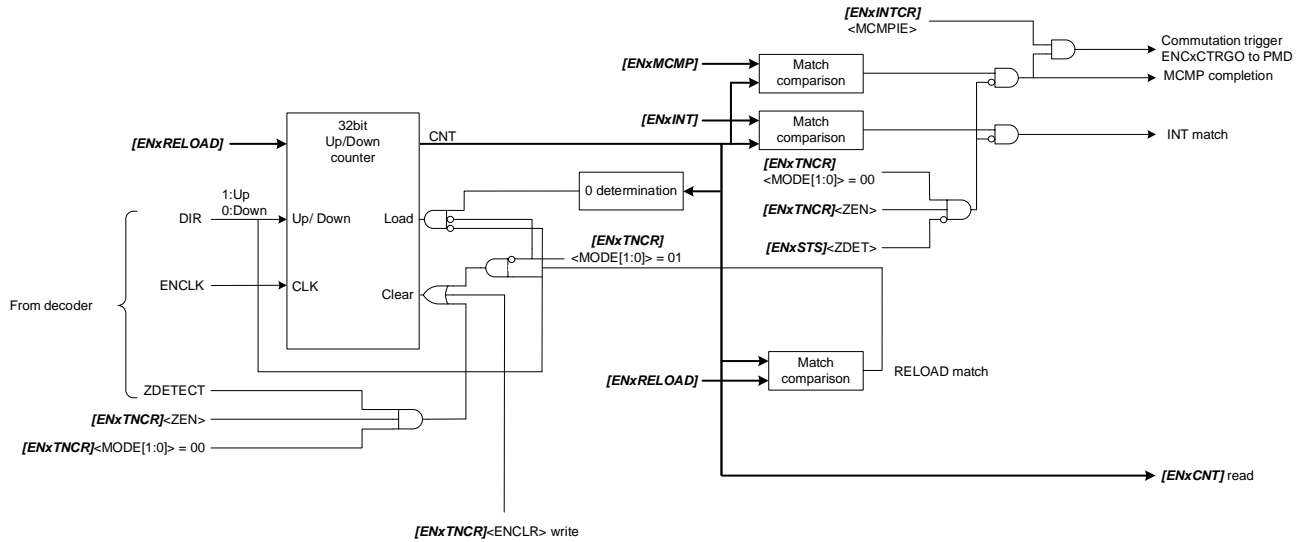 [ENxINTCR]
<MCMPIE>
Commutation trigger
ENCxCTRGO to PMD
MCMP completion
[ENxMCMP]
Match
comparison
[ENxINT]
Match
comparison
INT match
32bit
Up/Down
counter
CNT
[ENxRELOAD]
[ENxTNCR]
<MODE[1:0]> = 00
0 determination
1:Up
0:Down
DIR
Up/ Down
Load
[ENxTNCR]<ZEN>
[ENxTNCR]
<MODE[1:0]> = 01
[ENxSTS]<ZDET>
ENCLK
CLK
Clear
From decoder
Match
comparison
RELOAD match
[ENxRELOAD]
ZDETECT
[ENxTNCR]<ZEN>
[ENxTNCR]<MODE[1:0]> = 00
[ENxCNT] read
[ENxTNCR]<ENCLR> write